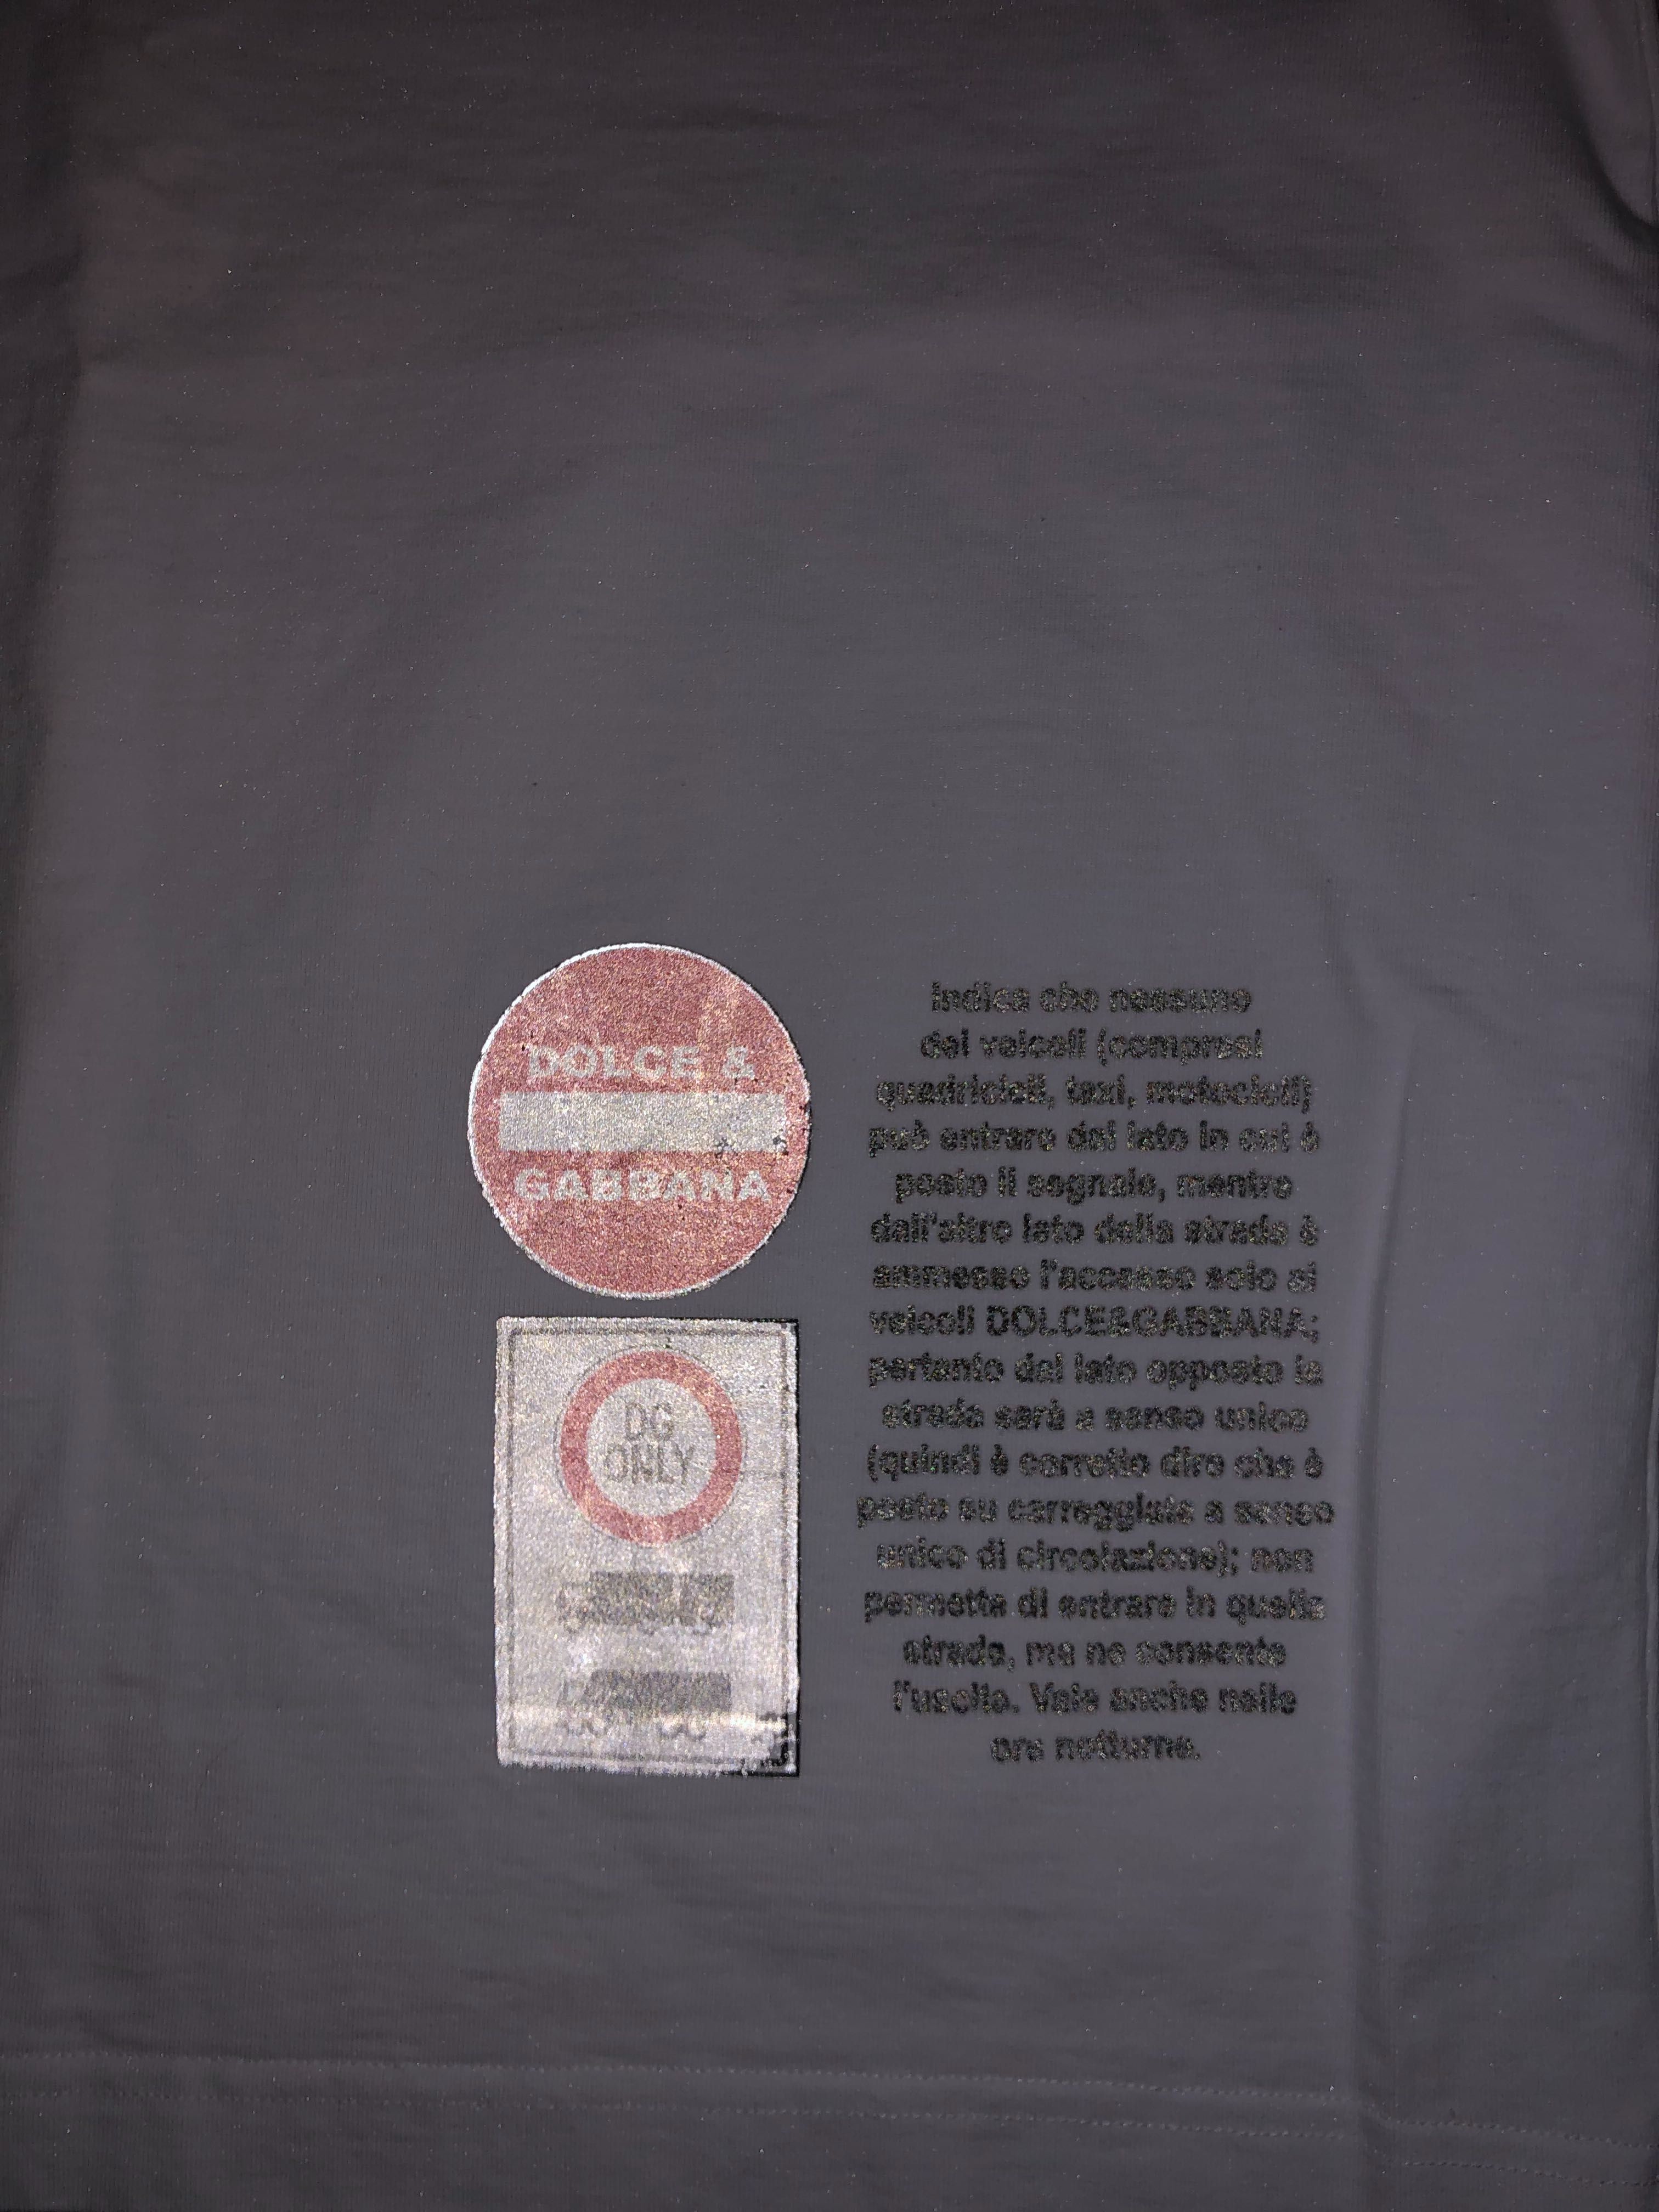 DOLCE &
GABBANA
DG
ONLY
Indica che nessuno
dei veicoli (compresi
quadricicli, taxi, motocicli)
può entrare dal lato in cui è
posto il segnale, mentre
dall'altro lato della strada è
ammesso l'accesso solo ai
veicoli DOLCE&GABBANA;
pertanto dal lato opposto la
strada sarà a senso unico
(quindi è corretto dire che è
posto su carreggiate a senso
unico di circolazione); non
permette di entrare in quella
strada, ma ne consente
l'uscita. Vale anche nelle
ore notturne.